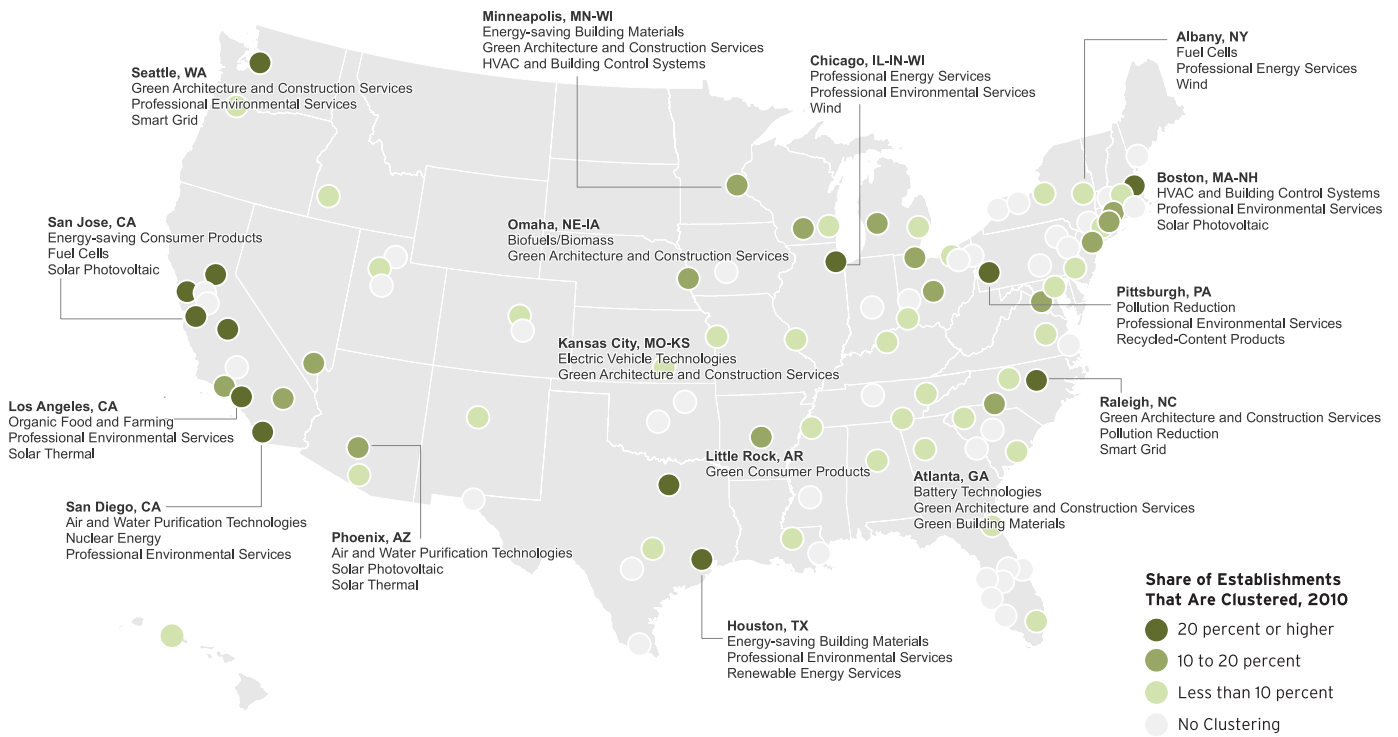 Minneapolis, MN-WI
Energy-saving Building Materials
Green Architecture and Construction Services
HVAC and Building Control Systems
Albany, NY
Fuel Cells
Professional Energy Services
Wind
Chicago, IL-IN-WI
Professional Energy Services
Professional Environmental Services
Wind
Seattle, WA
Green Architecture and Construction Services
Professional Environmental Services
Smart Grid
Boston, MA-NH
HVAC and Building Control Systems
Professional Environmental Services
Solar Photovoltaic
San Jose, CA
Energy-saving Consumer Products
Fuel Cells
Solar Photovoltaic
Omaha, NE-IA
Biofuels/Biomass
Green Architecture and Construction Services
Pittsburgh, PA
Pollution Reduction
Professional Environmental Services
Recycled-Content Products
Kansas City, MO-KS
Electric Vehicle Technologies
Green Architecture and Construction Services
Los Angeles, CA
Organic Food and Farming
Professional Environmental Services
Solar Thermal
Raleigh, NC
Green Architecture and Construction Services
Pollution Reduction
Smart Grid
Little Rock, AR
Green Consumer Products
Atlanta, GA
Battery Technologies
Green Architecture and Construction Services
Green Building Materials
San Diego, CA
Air and Water Purification Technologies
Nuclear Energy
Professional Environmental Services
Phoenix, AZ
Air and Water Purification Technologies
Solar Photovoltaic
Solar Thermal
Houston, TX
Energy-saving Building Materials
Professional Environmental Services
Renewable Energy Services
Share of Establishments
That Are Clustered, 2010
20 percent or higher
10 to 20 percent
Less than 10 percent
No Clustering